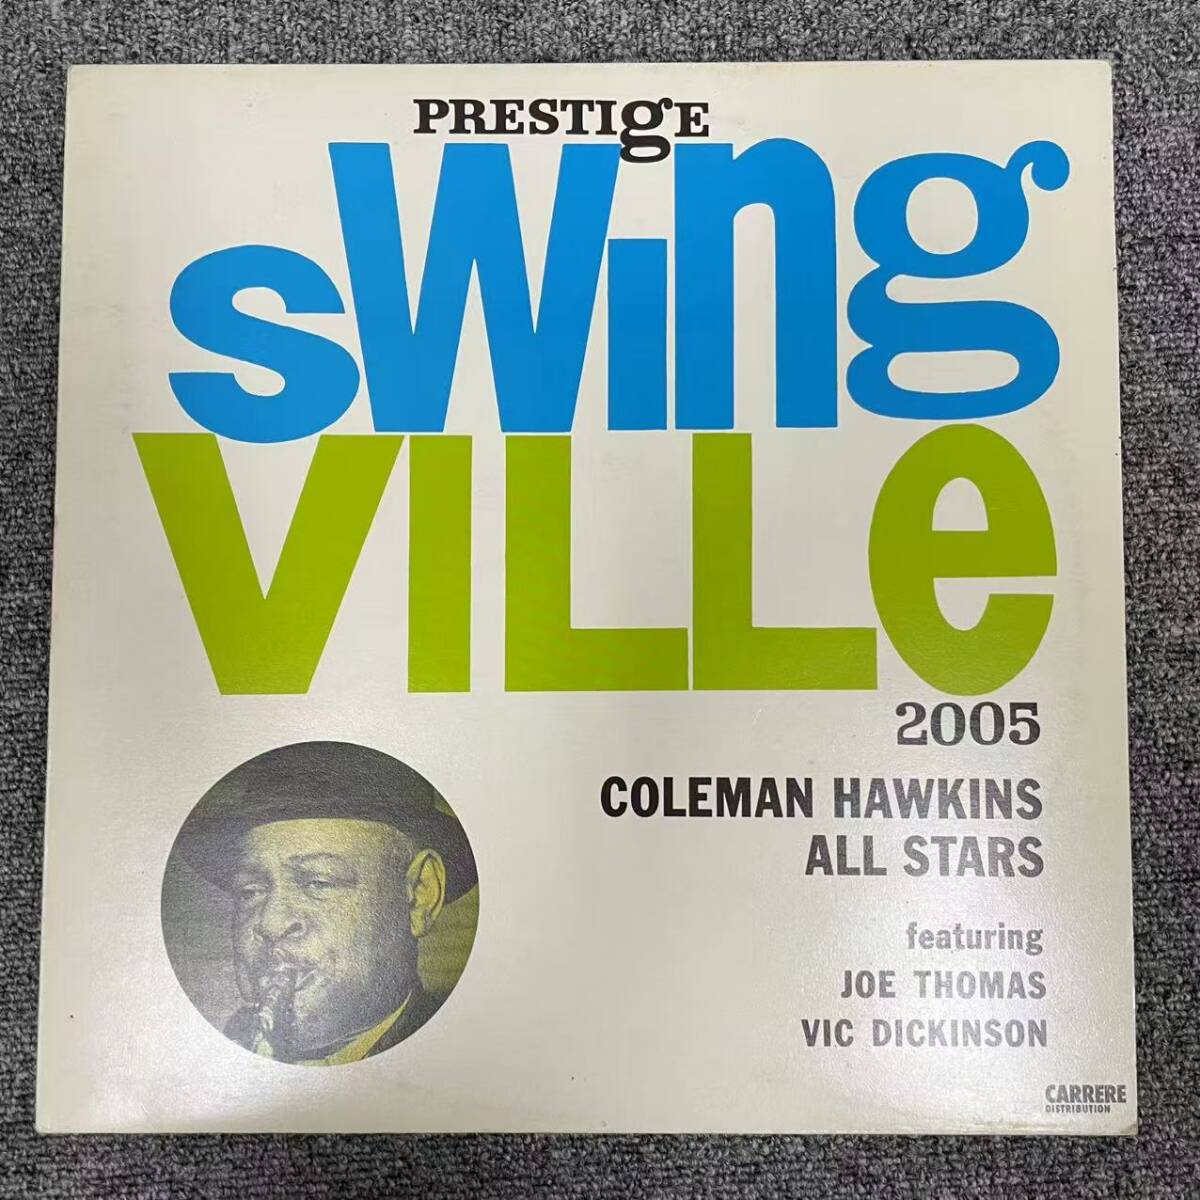 PRESTIgE
sWing
VILLe
2005
COLEMAN HAWKINS
ALL STARS
featuring
JOE THOMAS
VIC DICKINSON
CARRERE
DISTRIBUTION